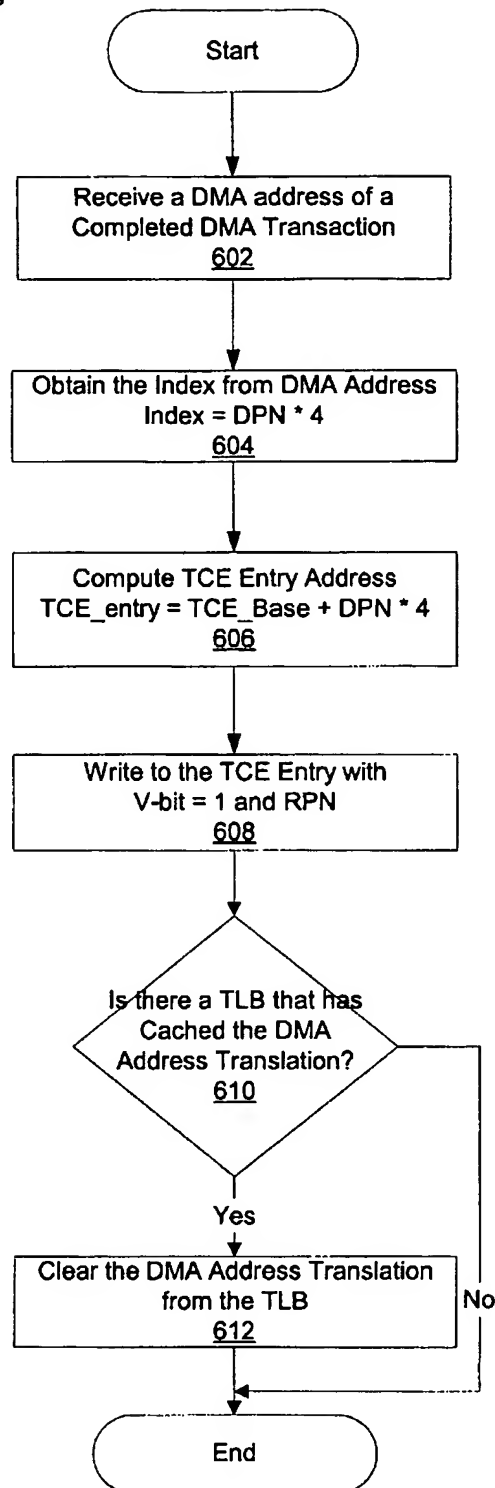 Start
Receive a DMA address of a
Completed DMA Transaction
602
Obtain the Index from DMA Address
Index = DPN * 4
604
Compute TCE Entry Address
TCE_entry = TCE_Base + DPN * 4
606
Write to the TCE Entry with
V-bit = 1 and RPN
608
Is there a TLB that has
Cached the DMA
Address Translation?
610
Yes
Clear the DMA Address Translation
from the TLB
612
No
End